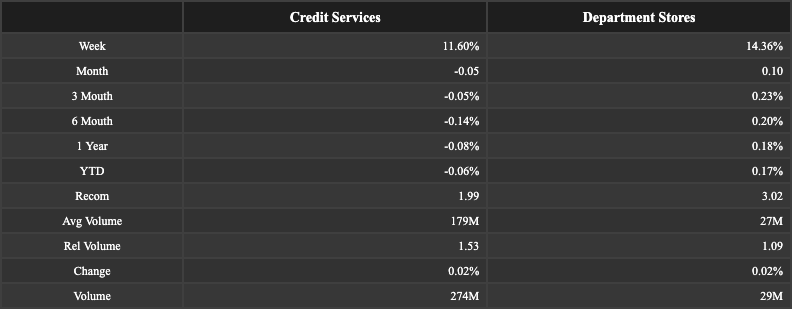 Credit Services Department Stores
Week 11.60% 14.36%
Month -0.05 0.10
3 Mouth -0.05% 0.23%
6 Mouth -0.14% 0.20%
1 Year -0.08% 0.18%
YTD -0.06% 0.17%
Recom 1.99 3.02
Avg Volume 179M 27M
Rel Volume 1.53 1.09
Change 0.02% 0.02%
Volume 274M 29M